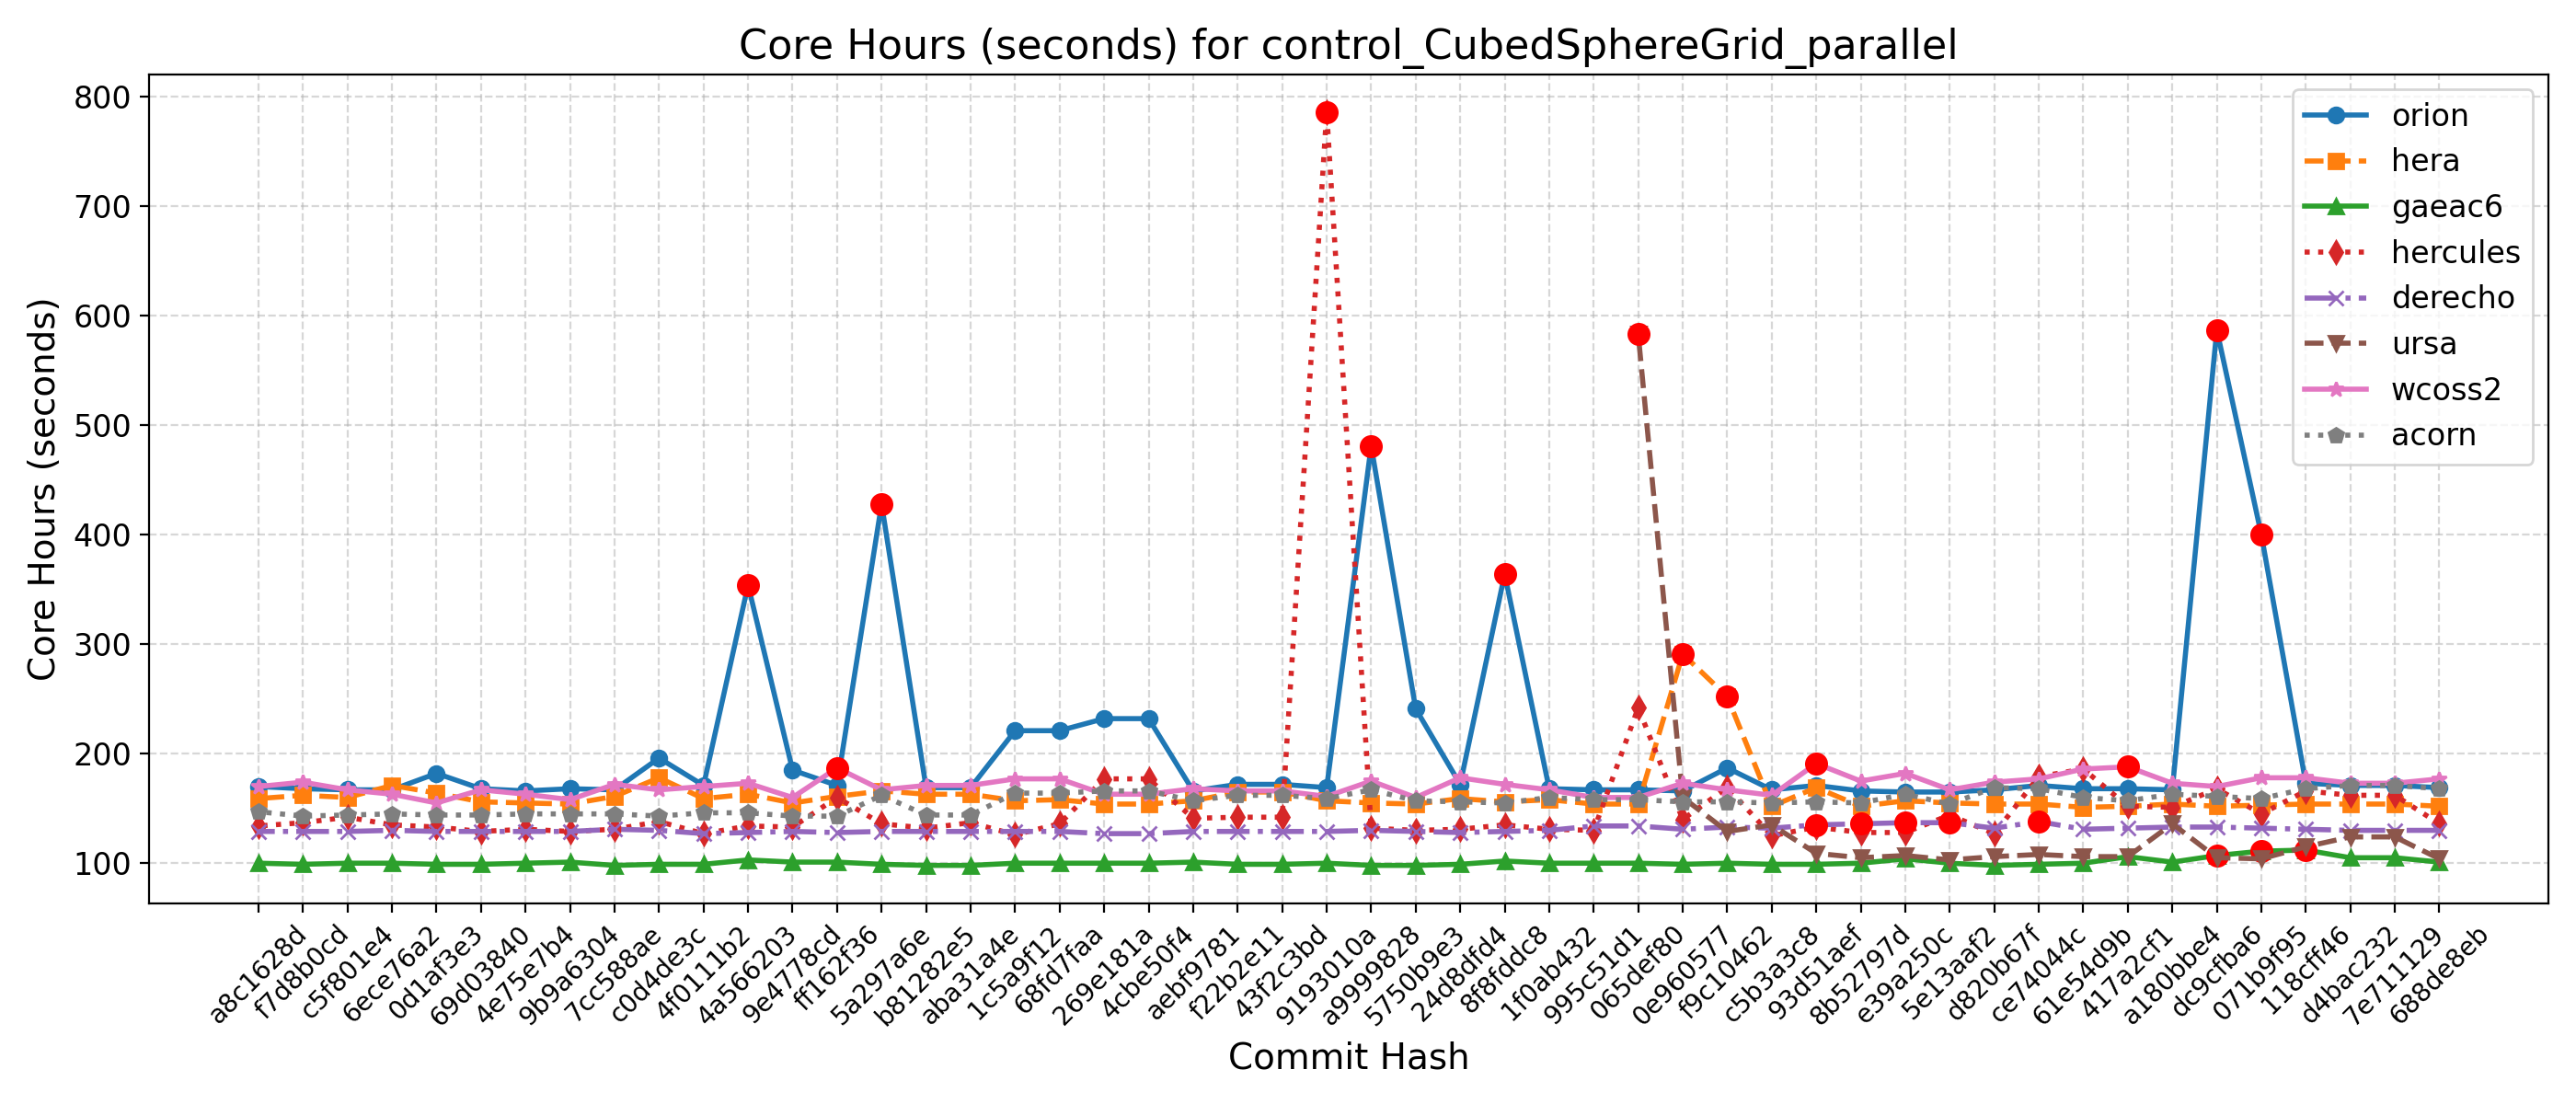 Core Hours (seconds) for control_CubedSphereGrid_parallel
Core Hours (seconds)
800
700
600
500
400
300
200
100
orion
hera
gaeac6
hercules
derecho
ursa
wcoss2
acorn
a8c1628d
f7d8b0cd
c5f801e4
6ece76a2
0d1af3e3
69d03840
4e75e7b4
9b9a6304
7cc588ae
c0d4de3c
4f0111b2
4a566203
9e4778cd
ff162f36
5a297a6e
b81282e5
aba31a4e
1c5a9f12
68fd7faa
269e181a
4cbe50f4
aebf9781
f22b2e11
43f2c3bd
9193010a
a9999828
5750b9e3
24d8dfd4
8f8fddc8
1f0ab432
995c51d1
065def80
0e960577
f9c10462
c5b3a3c8
93d51aef
8b52797d
e39a250c
5e13aaf2
d820b67f
ce74044c
61e54d9b
417a2cf1
a180bbe4
dc9cfba6
071b9f95
118cff46
d4bac232
7e711129
688de8eb
Commit Hash